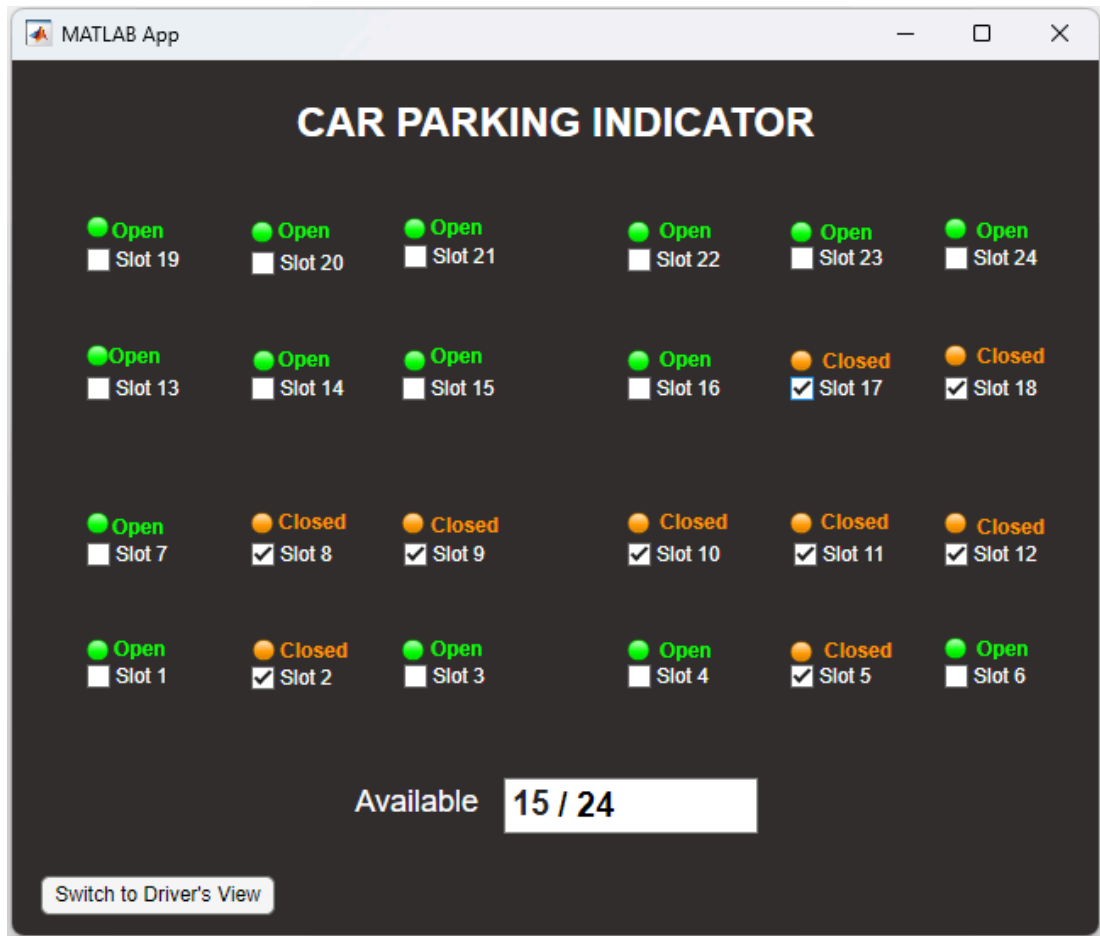 MATLAB App
CAR PARKING INDICATOR
Open Open Open Open Open Open
Slot 19 Slot 20 Slot 21 Slot 22 Slot 23 Slot 24
Open Open Open Open Closed Closed
Slot 13 Slot 14 Slot 15 Slot 16 Slot 17 Slot 18
Open Closed Closed Closed Closed Closed
Slot 7 Slot 8 Slot 9 Slot 10 Slot 11 Slot 12
Open Closed Open Open Closed Open
Slot 1 Slot 2 Slot 3 Slot 4 Slot 5 Slot 6
Available 15 / 24
Switch to Driver's View